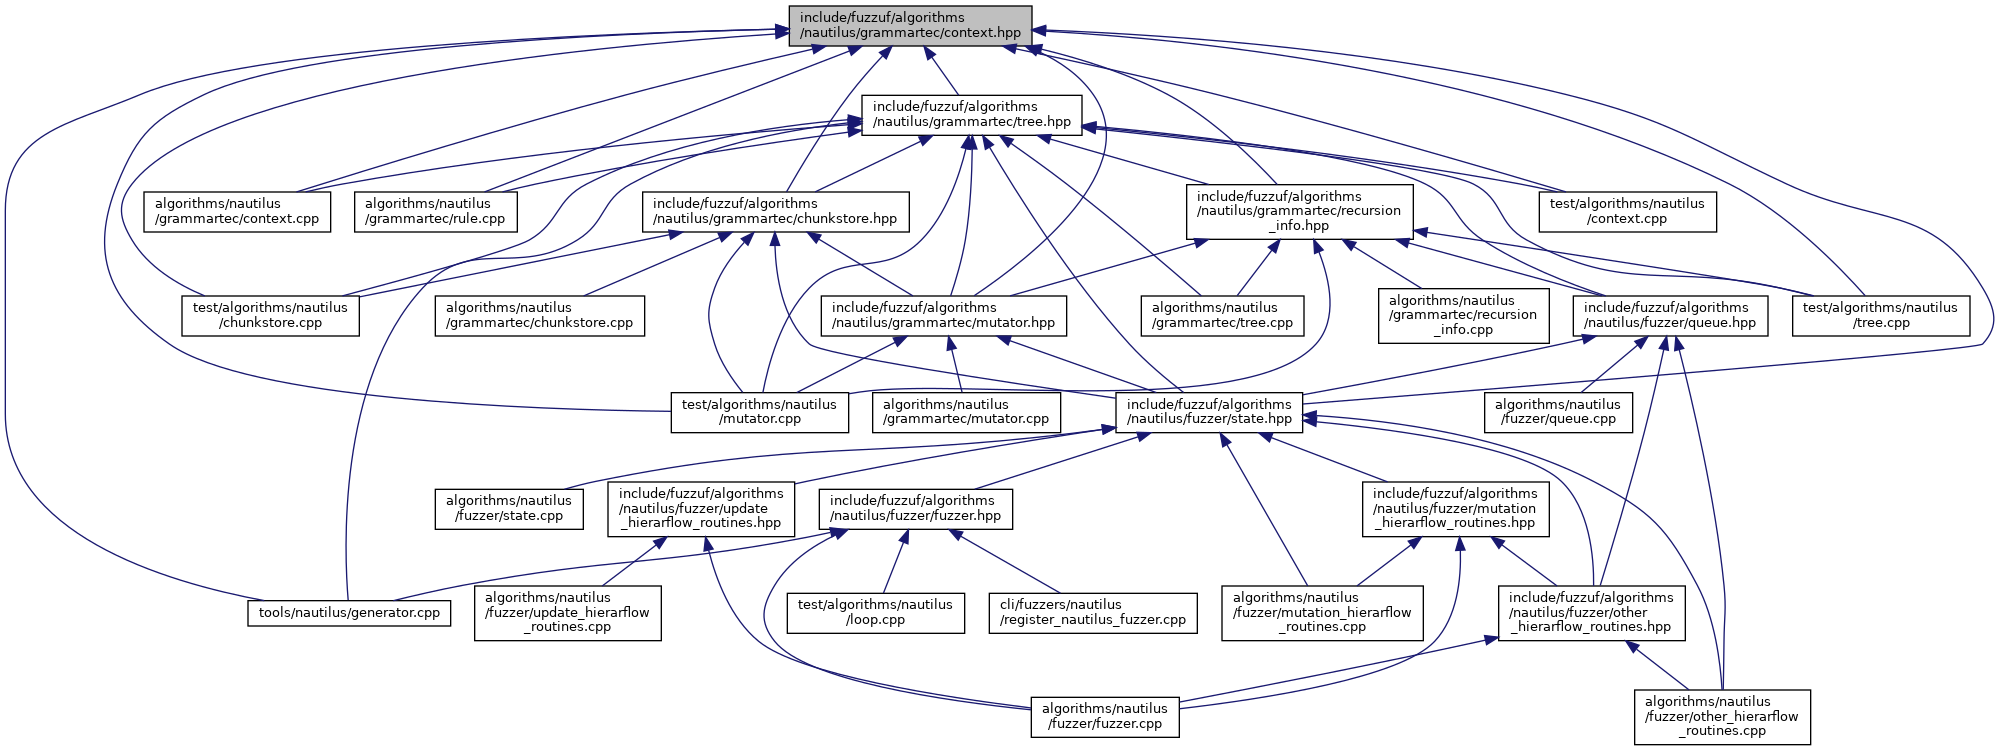 include/fuzzuf/algorithms
/nautilus/grammartec/context.hpp
include/fuzzuf/algorithms
/nautilus/grammartec/tree.hpp
algorithms/nautilus
/grammartec/context.cpp
algorithms/nautilus
/grammartec/rule.cpp
include/fuzzuf/algorithms
/nautilus/grammartec/chunkstore.hpp
include/fuzzuf/algorithms
/nautilus/grammartec/recursion
_info.hpp
test/algorithms/nautilus
/context.cpp
test/algorithms/nautilus
/chunkstore.cpp
algorithms/nautilus
/grammartec/chunkstore.cpp
include/fuzzuf/algorithms
/nautilus/grammartec/mutator.hpp
algorithms/nautilus
/grammartec/tree.cpp
algorithms/nautilus
/grammartec/recursion
_info.cpp
include/fuzzuf/algorithms
/nautilus/fuzzer/queue.hpp
test/algorithms/nautilus
/tree.cpp
test/algorithms/nautilus
/mutator.cpp
algorithms/nautilus
/grammartec/mutator.cpp
include/fuzzuf/algorithms
/nautilus/fuzzer/state.hpp
algorithms/nautilus
/fuzzer/queue.cpp
algorithms/nautilus
/fuzzer/state.cpp
include/fuzzuf/algorithms
/nautilus/fuzzer/update
_hierarflow_routines.hpp
include/fuzzuf/algorithms
/nautilus/fuzzer/fuzzer.hpp
include/fuzzuf/algorithms
/nautilus/fuzzer/mutation
_hierarflow_routines.hpp
tools/nautilus/generator.cpp
algorithms/nautilus
/fuzzer/update_hierarflow
_routines.cpp
test/algorithms/nautilus
/loop.cpp
cli/fuzzers/nautilus
/register_nautilus_fuzzer.cpp
algorithms/nautilus
/fuzzer/mutation_hierarflow
_routines.cpp
include/fuzzuf/algorithms
/nautilus/fuzzer/other
_hierarflow_routines.hpp
algorithms/nautilus
/fuzzer/fuzzer.cpp
algorithms/nautilus
/fuzzer/other_hierarflow
_routines.cpp